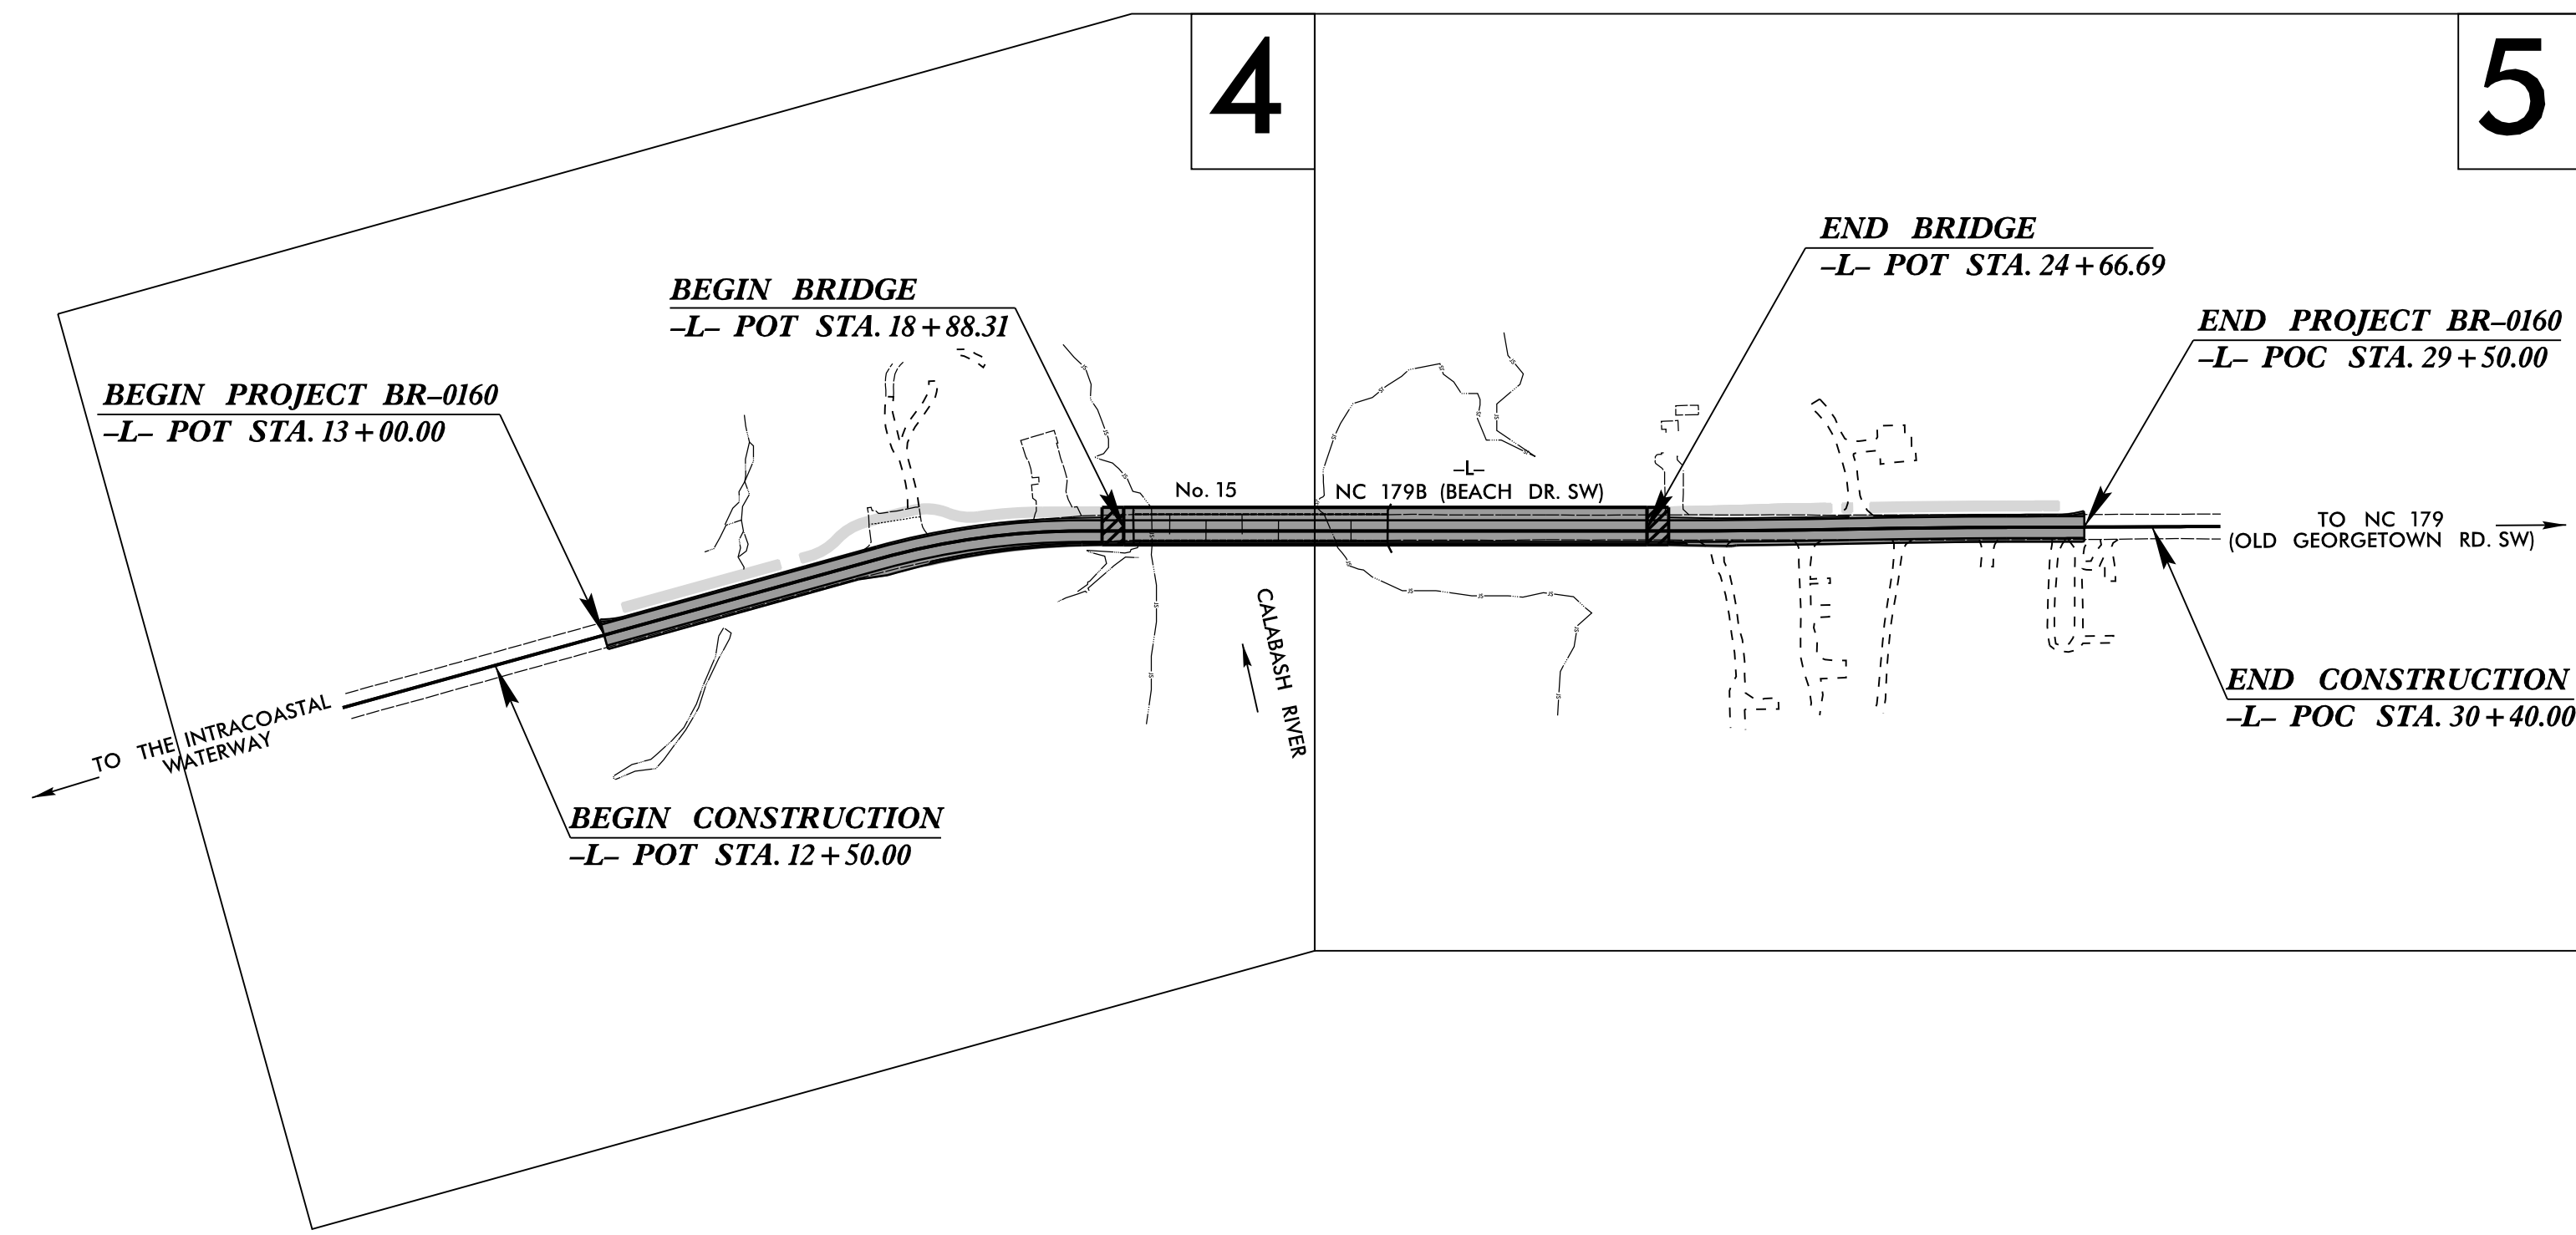 4
5
END BRIDGE
–L– POT STA. 24+66.69
BEGIN BRIDGE
–L– POT STA. 18+88.31
END PROJECT BR–0160
–L– POC STA. 29+50.00
BEGIN PROJECT BR–0160
–L– POT STA. 13+00.00
–L–
No. 15
NC 179B (BEACH DR. SW)
TO NC 179
(OLD GEORGETOWN RD. SW)
CALABASH RIVER
END CONSTRUCTION
–L– POC STA. 30+40.00
TO THE INTRACOASTAL
WATERWAY
BEGIN CONSTRUCTION
–L– POT STA. 12+50.00